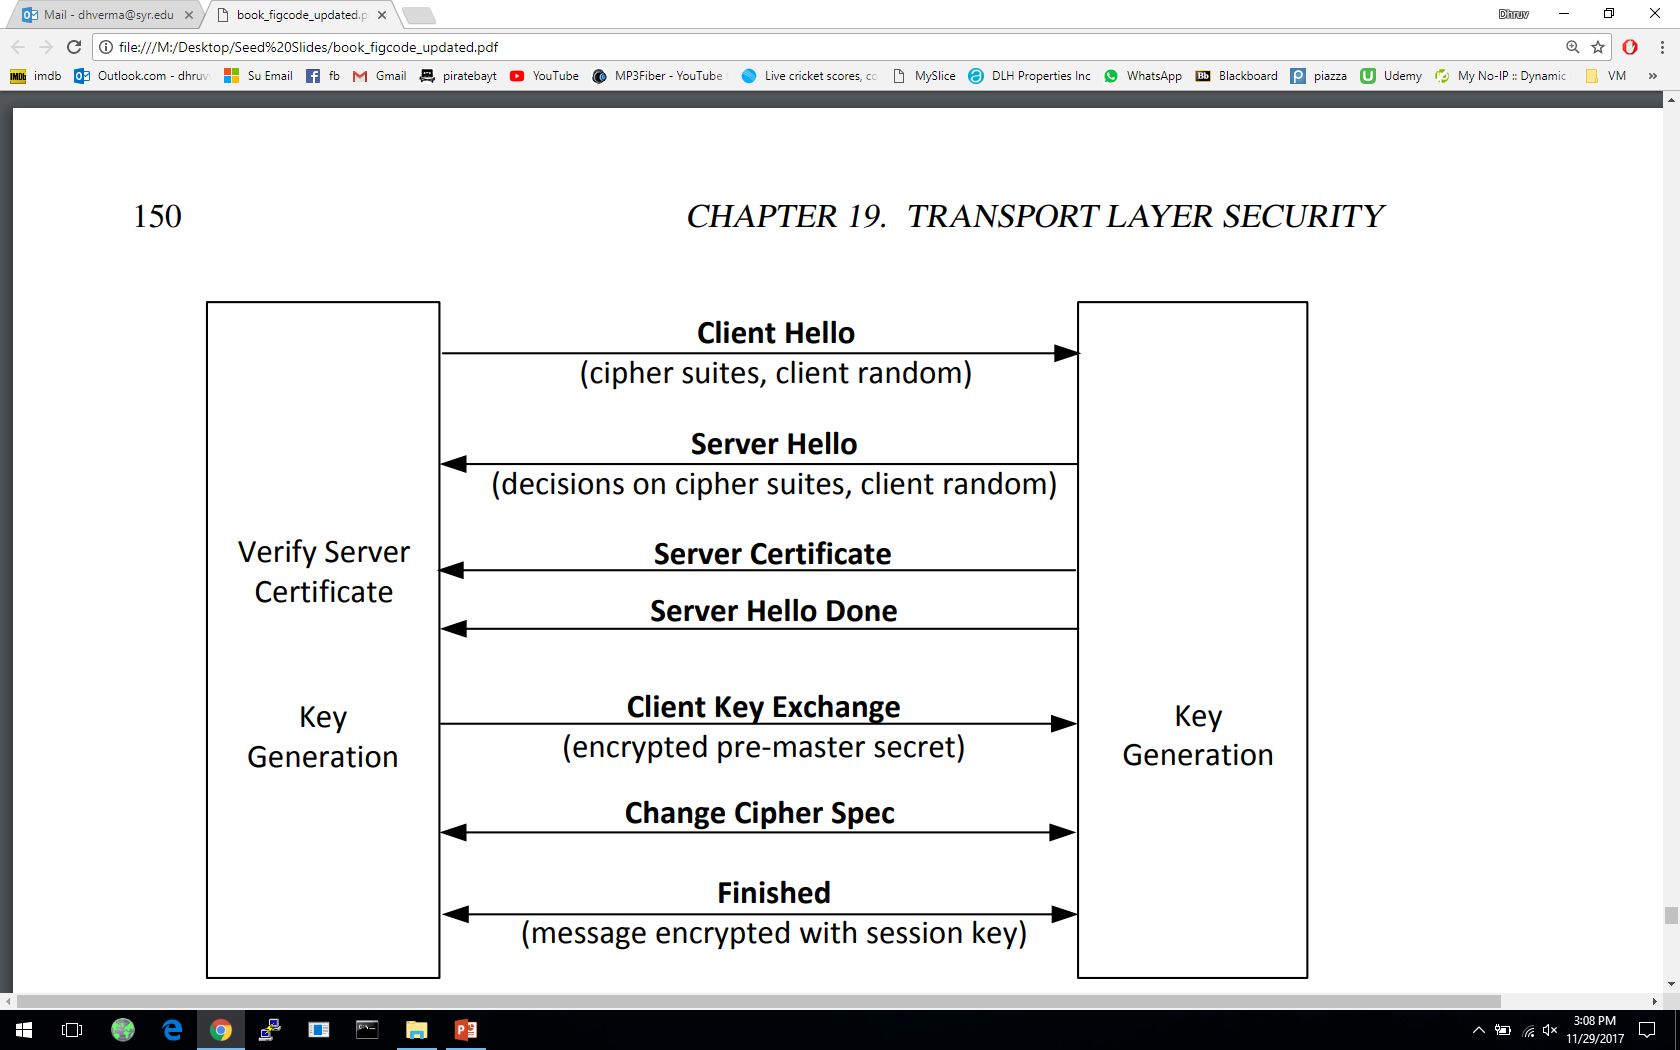 Mail - dhverma@syr.edu
book_figcode_updated.p
Dhruv
file:///M:/Desktop/Seed%20Slides/book_figcode_updated.pdf
IMDb imdb Outlook.com - dhruv Su Email fb Gmail piratebayt YouTube MP3Fiber - YouTube Live cricket scores, co MySlice DLH Properties Inc WhatsApp Bb Blackboard piazza Udemy My No-IP :: Dynamic VM »
150 CHAPTER 19. TRANSPORT LAYER SECURITY
Client Hello
(cipher suites, client random)
Server Hello
(decisions on cipher suites, client random)
Verify Server
Certificate
Server Certificate
Server Hello Done
Key
Generation
Client Key Exchange
(encrypted pre-master secret)
Key
Generation
Change Cipher Spec
Finished
(message encrypted with session key)
3:08 PM
11/29/2017